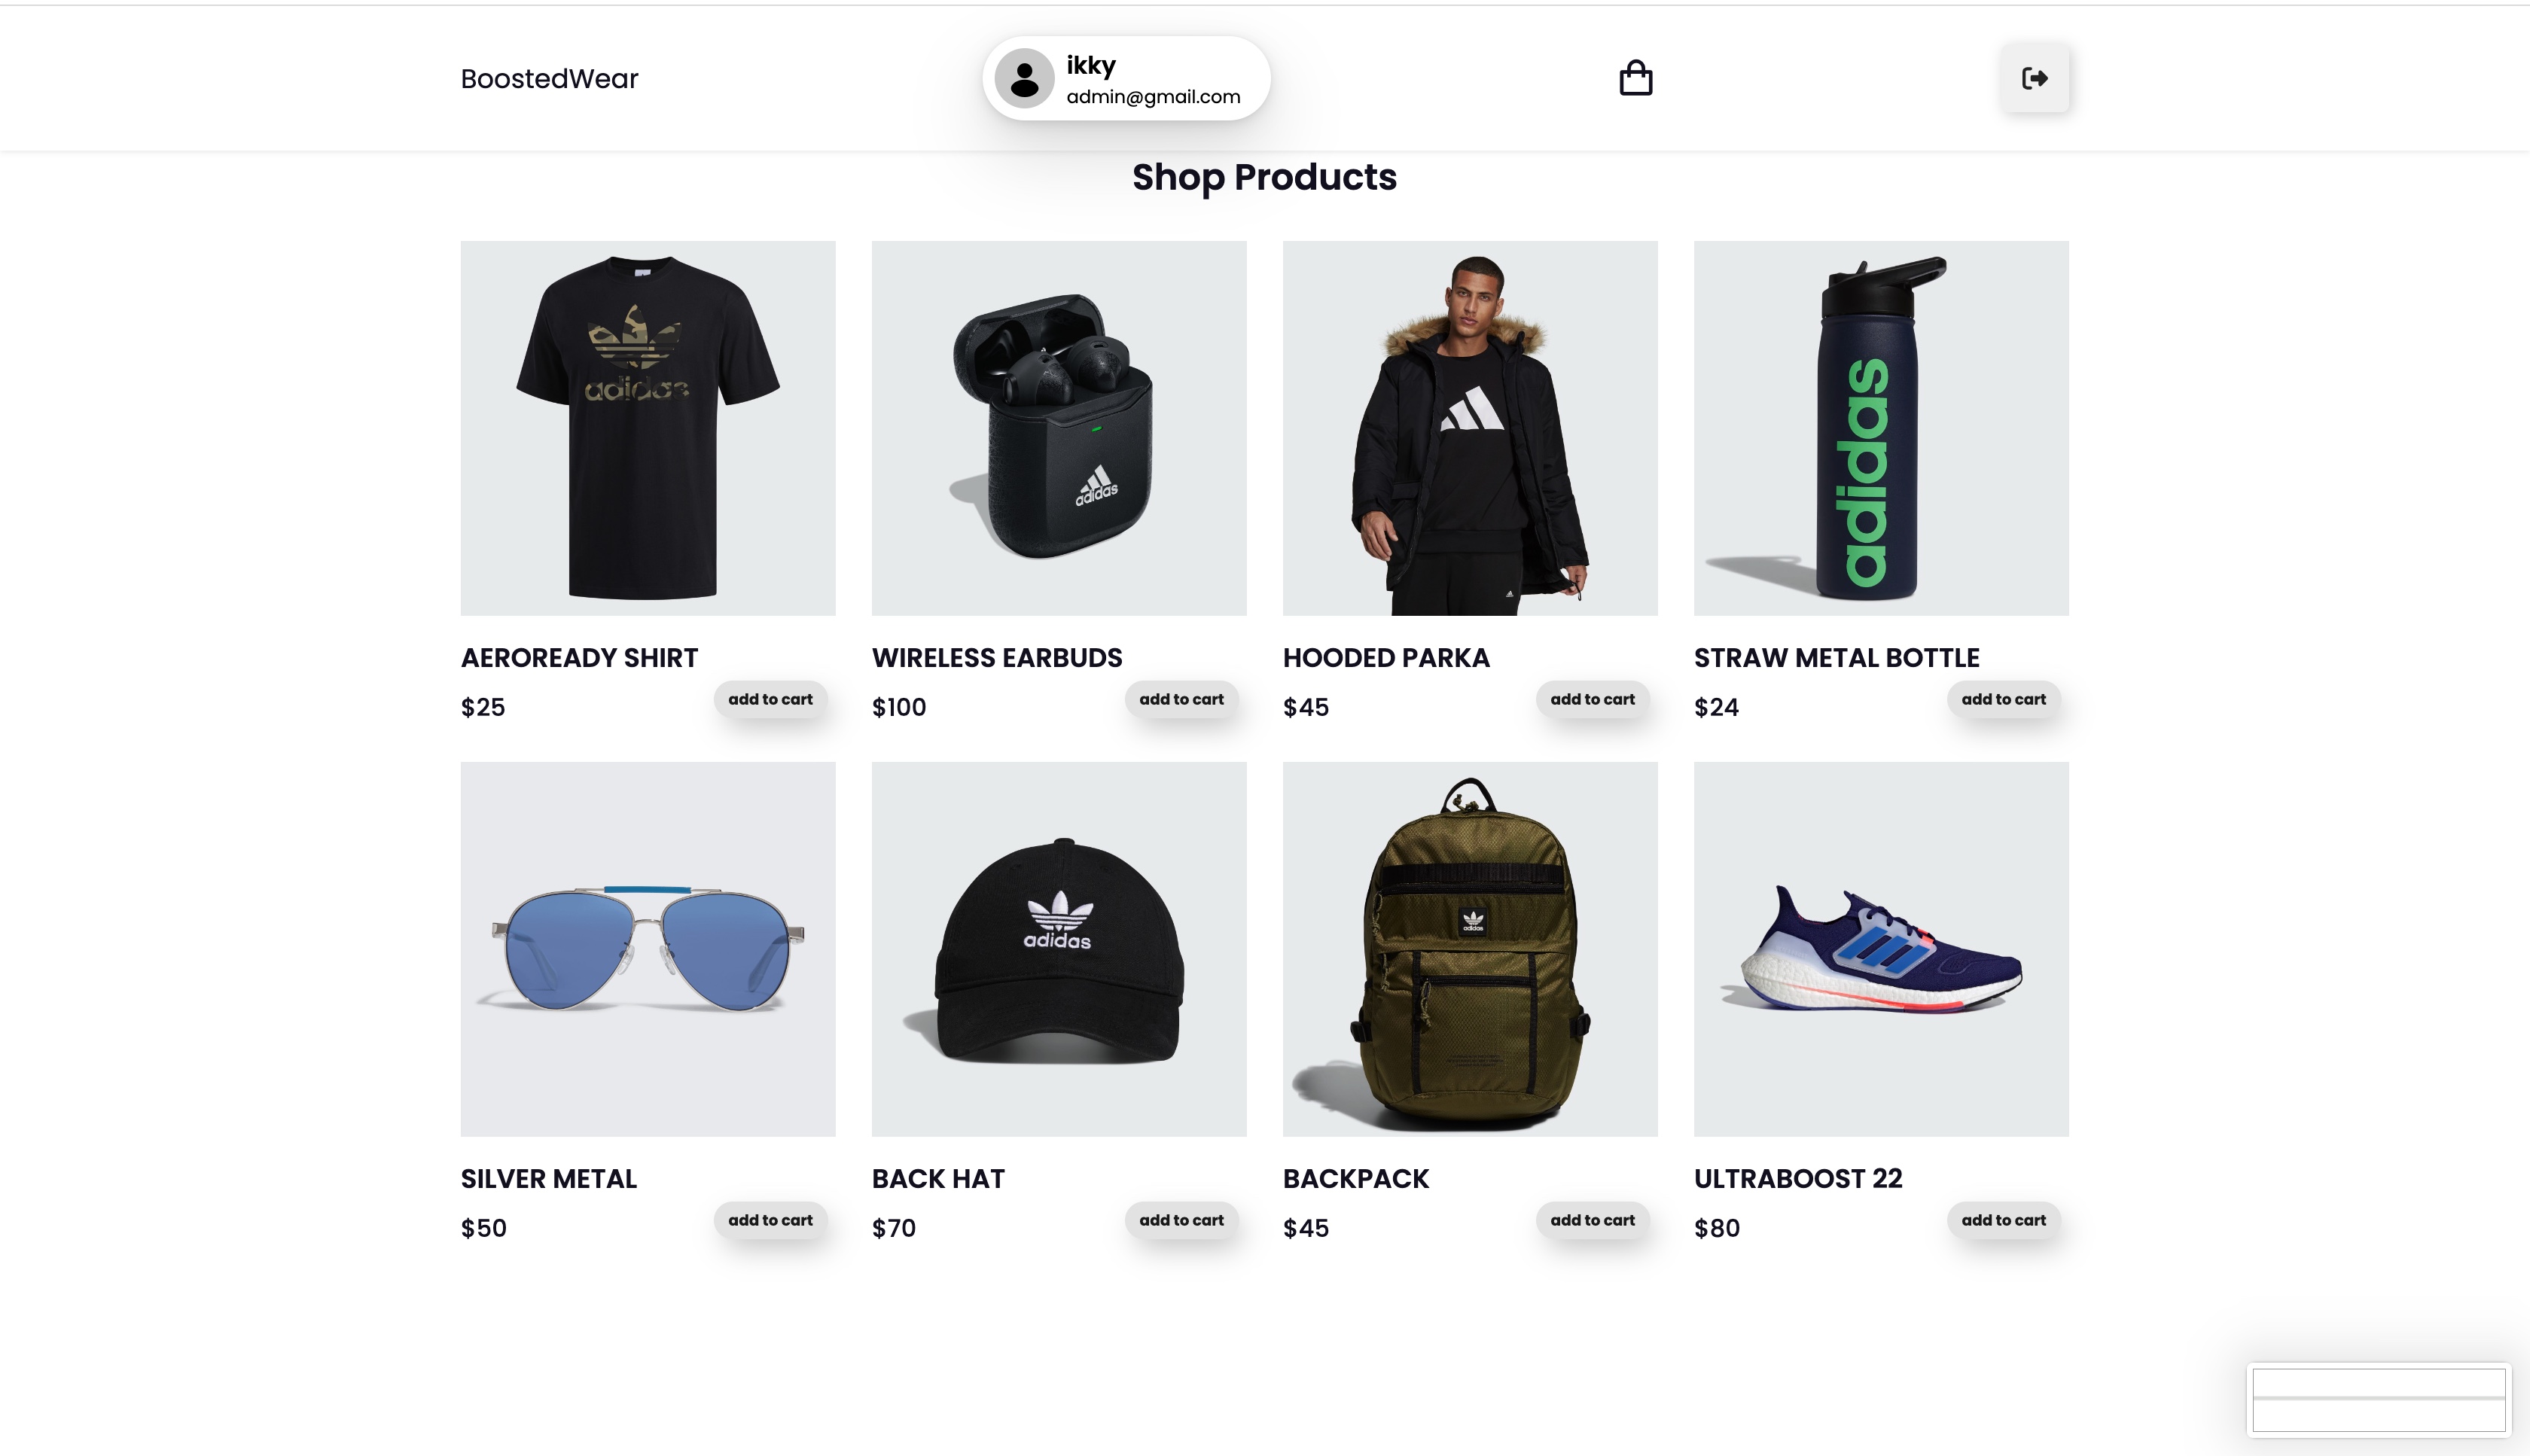 BoostedWear
ikky
admin@gmail.com
Shop Products
adidas
adidas
adidas
AEROREADY SHIRT
$25
add to cart
WIRELESS EARBUDS
$100
add to cart
HOODED PARKA
$45
add to cart
STRAW METAL BOTTLE
$24
add to cart
adidas
adidas
SILVER METAL
$50
add to cart
BACK HAT
$70
add to cart
BACKPACK
$45
add to cart
ULTRABOOST 22
$80
add to cart